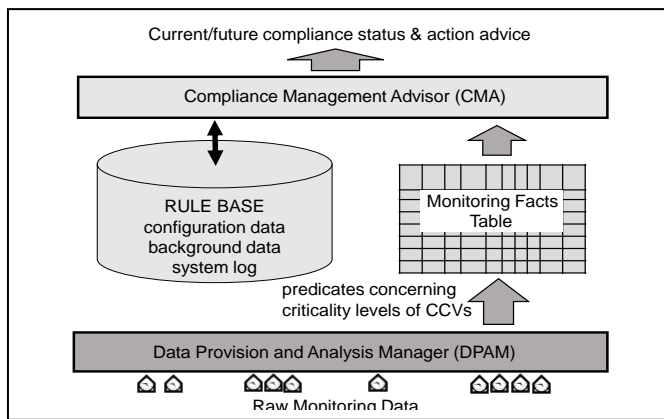 Current/future compliance status & action advice
Compliance Management Advisor (CMA)
RULE BASE
configuration data
background data
system log
Monitoring Facts
Table
predicates concerning
criticality levels of CCVs
Data Provision and Analysis Manager (DPAM)
Raw Monitoring Data